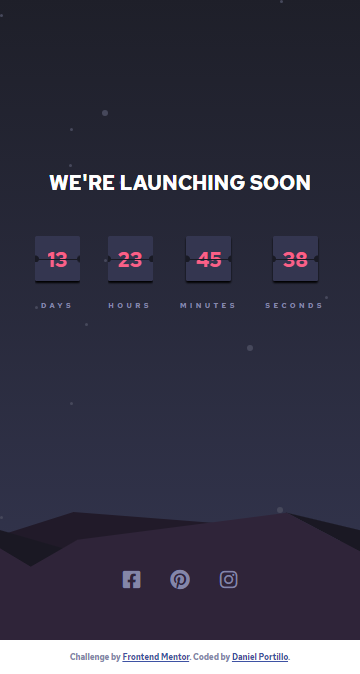 WE'RE LAUNCHING SOON
13 23 45 38
DAYS HOURS MINUTES SECONDS
Challenge by Frontend Mentor. Coded by Daniel Portillo.